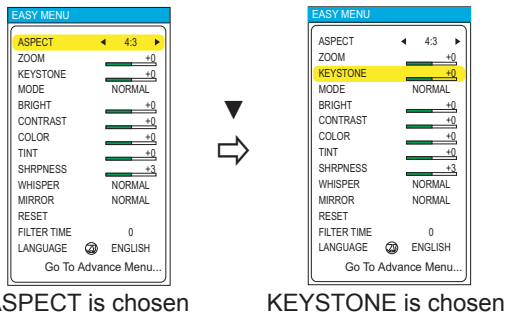 EASY MENU
ASPECT 4:3
ZOOM +0
KEYSTONE +0
MODE NORMAL
BRIGHT +0
CONTRAST +0
COLOR +0
TINT +0
SHRPNESS +3
WHISPER NORMAL
MIRROR NORMAL
RESET
FILTER TIME 0
LANGUAGE ENGLISH
Go To Advance Menu...
ASPECT is chosen
EASY MENU
ASPECT 4:3
ZOOM +0
KEYSTONE +0
MODE NORMAL
BRIGHT +0
CONTRAST +0
COLOR +0
TINT +0
SHRPNESS +3
WHISPER NORMAL
MIRROR NORMAL
RESET
FILTER TIME 0
LANGUAGE ENGLISH
Go To Advance Menu...
KEYSTONE is chosen